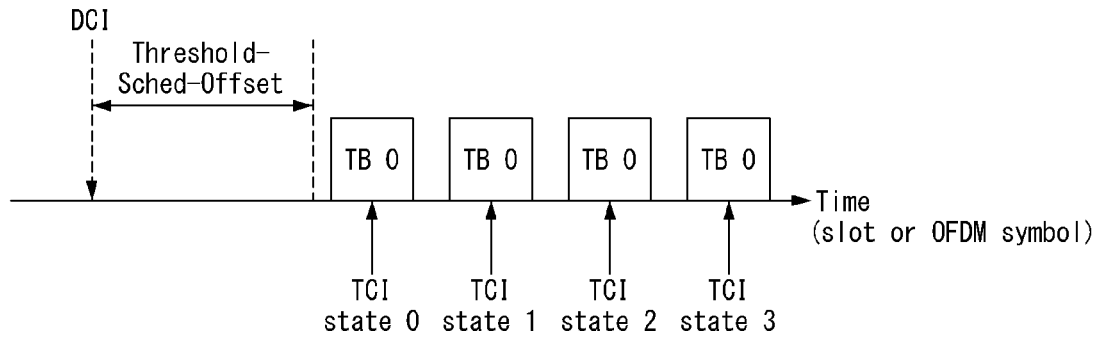 DCI
Threshold-
Sched-Offset
TB 0 TB 0 TB 0 TB 0
Time
(slot or OFDM symbol)
TCI TCI TCI TCI
state 0 state 1 state 2 state 3